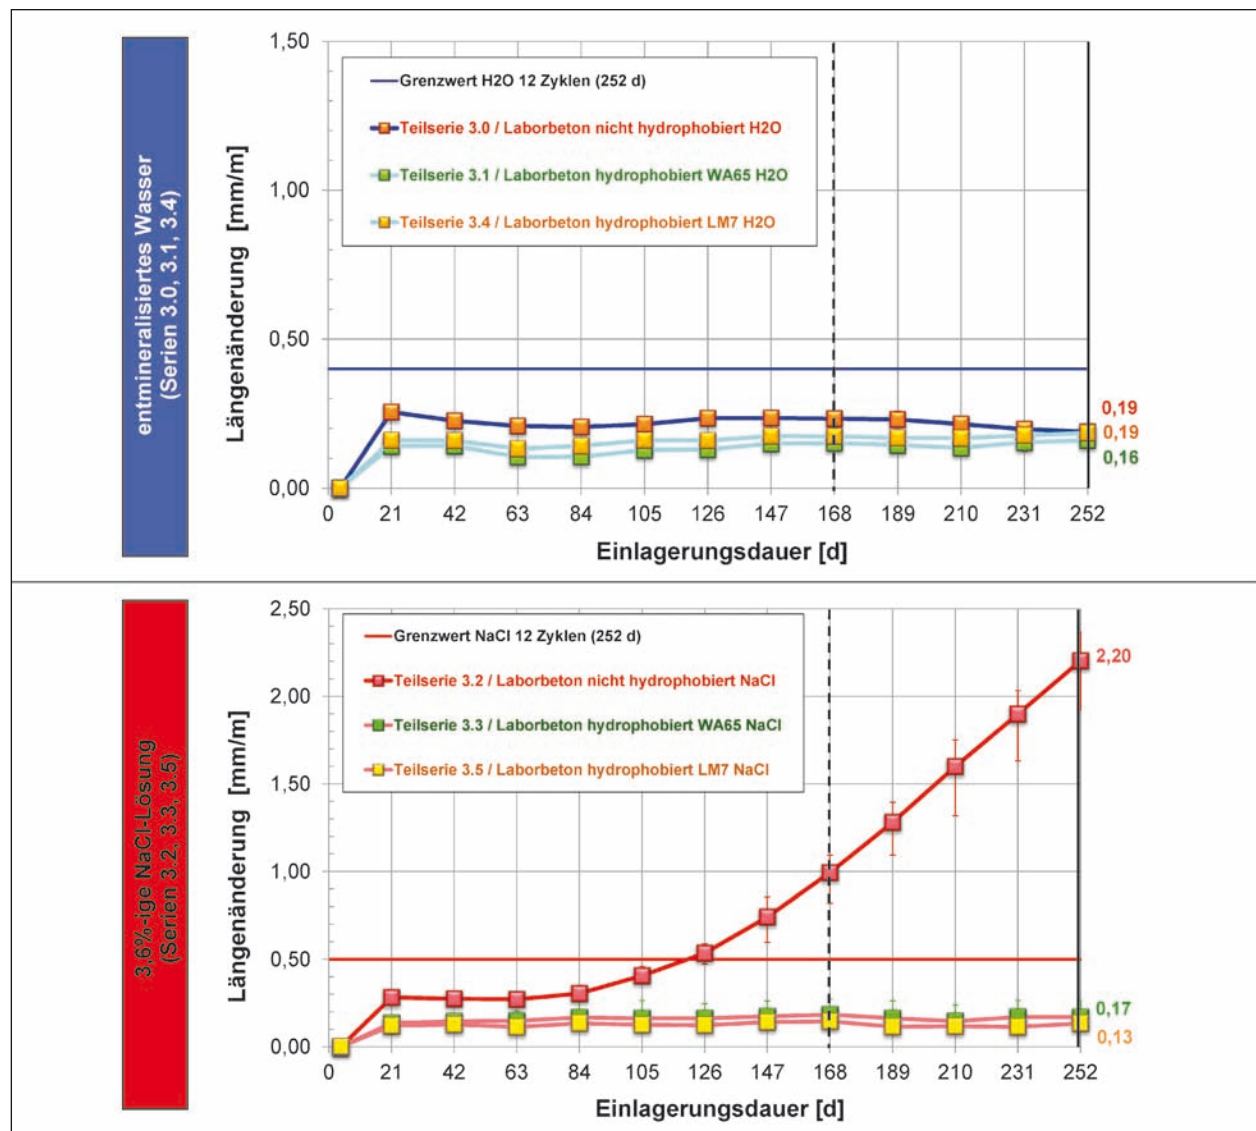 entmineralisiertes Wasser
(Serien 3.0, 3.1, 3.4)
Längenänderung [mm/m]
1,50
1,00
0,50
0,00
Grenzwert H2O 12 Zyklen (252 d)
Teilserie 3.0 / Laborbeton nicht hydrophobiert H2O
Teilserie 3.1 / Laborbeton hydrophobiert WA65 H2O
Teilserie 3.4 / Laborbeton hydrophobiert LM7 H2O
0,19
0,19
0,16
0 21 42 63 84 105 126 147 168 189 210 231 252
Einlagerungsdauer [d]
3,6%-ige NaCl-Lösung
(Serien 3.2, 3.3, 3.5)
Längenänderung [mm/m]
2,50
2,00
1,50
1,00
0,50
0,00
Grenzwert NaCl 12 Zyklen (252 d)
Teilserie 3.2 / Laborbeton nicht hydrophobiert NaCl
Teilserie 3.3 / Laborbeton hydrophobiert WA65 NaCl
Teilserie 3.5 / Laborbeton hydrophobiert LM7 NaCl
2,20
0,17
0,13
0 21 42 63 84 105 126 147 168 189 210 231 252
Einlagerungsdauer [d]